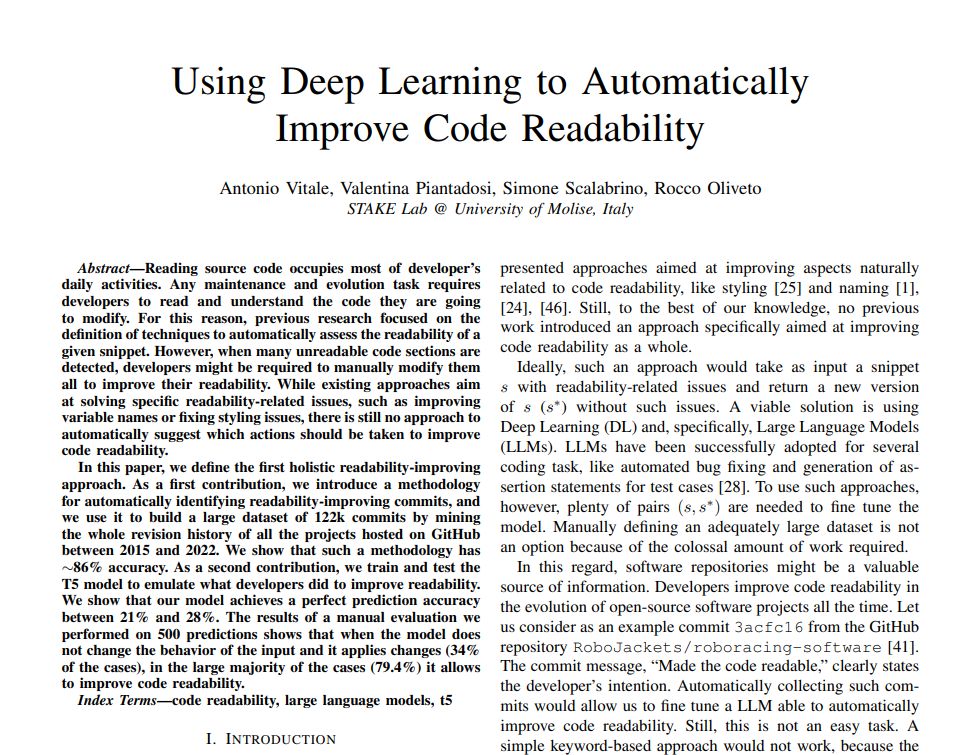 Using Deep Learning to Automatically
Improve Code Readability
Antonio Vitale, Valentina Piantadosi, Simone Scalabrino, Rocco Oliveto
STAKE Lab @ University of Molise, Italy
Abstract—Reading source code occupies most of developer's
daily activities. Any maintenance and evolution task requires
developers to read and understand the code they are going
to modify. For this reason, previous research focused on the
definition of techniques to automatically assess the readability of a
given snippet. However, when many unreadable code sections are
detected, developers might be required to manually modify them
all to improve their readability. While existing approaches aim
at solving specific readability-related issues, such as improving
variable names or fixing styling issues, there is still no approach to
automatically suggest which actions should be taken to improve
code readability.
In this paper, we define the first holistic readability-improving
approach. As a first contribution, we introduce a methodology
for automatically identifying readability-improving commits, and
we use it to build a large dataset of 122k commits by mining
the whole revision history of all the projects hosted on GitHub
between 2015 and 2022. We show that such a methodology has
∼86% accuracy. As a second contribution, we train and test the
T5 model to emulate what developers did to improve readability.
We show that our model achieves a perfect prediction accuracy
between 21% and 28%. The results of a manual evaluation we
performed on 500 predictions shows that when the model does
not change the behavior of the input and it applies changes (34%
of the cases), in the large majority of the cases (79.4%) it allows
to improve code readability.
Index Terms—code readability, large language models, t5
I. INTRODUCTION
presented approaches aimed at improving aspects naturally
related to code readability, like styling [25] and naming [1],
[24], [46]. Still, to the best of our knowledge, no previous
work introduced an approach specifically aimed at improving
code readability as a whole.
Ideally, such an approach would take as input a snippet
s with readability-related issues and return a new version
of s (s*) without such issues. A viable solution is using
Deep Learning (DL) and, specifically, Large Language Models
(LLMs). LLMs have been successfully adopted for several
coding task, like automated bug fixing and generation of as-
sertion statements for test cases [28]. To use such approaches,
however, plenty of pairs (s, s*) are needed to fine tune the
model. Manually defining an adequately large dataset is not
an option because of the colossal amount of work required.
In this regard, software repositories might be a valuable
source of information. Developers improve code readability in
the evolution of open-source software projects all the time. Let
us consider as an example commit 3acfc16 from the GitHub
repository RoboJackets/roboracing-software [41].
The commit message, “Made the code readable,” clearly states
the developer's intention. Automatically collecting such com-
mits would allow us to fine tune a LLM able to automatically
improve code readability. Still, this is not an easy task. A
simple keyword-based approach would not work, because the